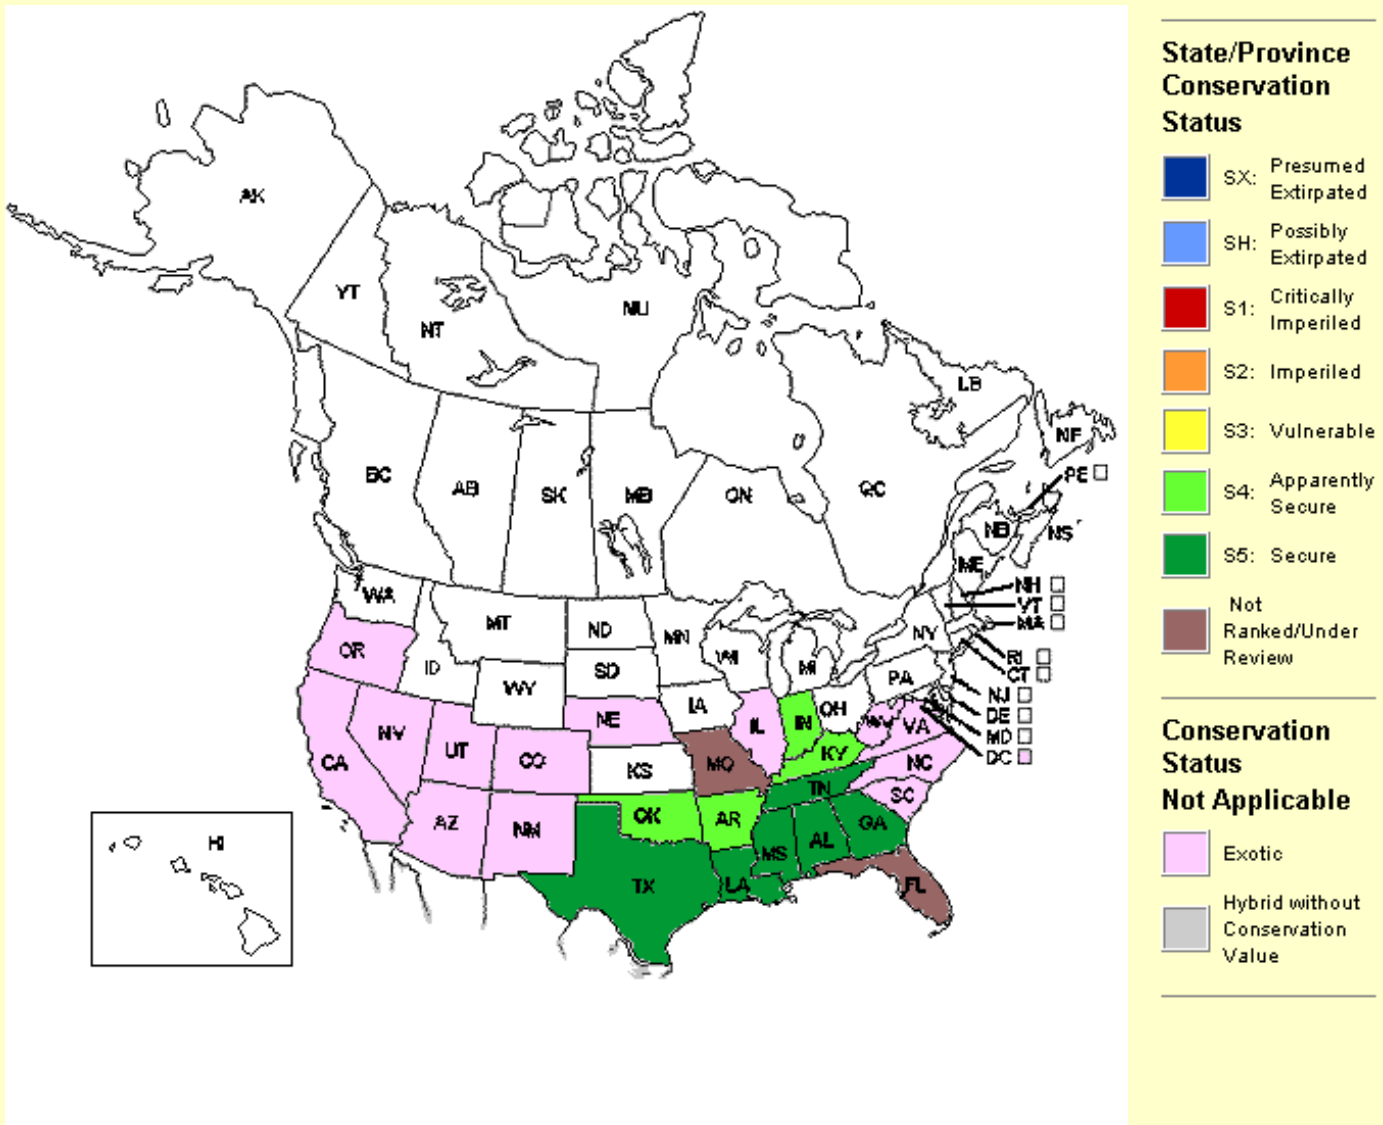 AK
YT
NT
NU
LB
NF
PE
BC
AB
SK
MB
ON
QC
NB
NS
ME
NH
VT
MA
WA
MT
ND
MN
NY
OR
ID
SD
WI
MI
RI
CT
WY
PA
NJ
IA
NE
IL
IN
OH
DE
NV
UT
CO
WV
VA
MD
DC
CA
KS
MO
KY
NC
TN
SC
AZ
NM
OK
AR
GA
HI
MS
AL
TX
LA
FL
State/Province
Conservation
Status
SX: Presumed
Extirpated
SH: Possibly
Extirpated
S1: Critically
Imperiled
S2: Imperiled
S3: Vulnerable
S4: Apparently
Secure
S5: Secure
Not
Ranked/Under
Review
Conservation
Status
Not Applicable
Exotic
Hybrid without
Conservation
Value